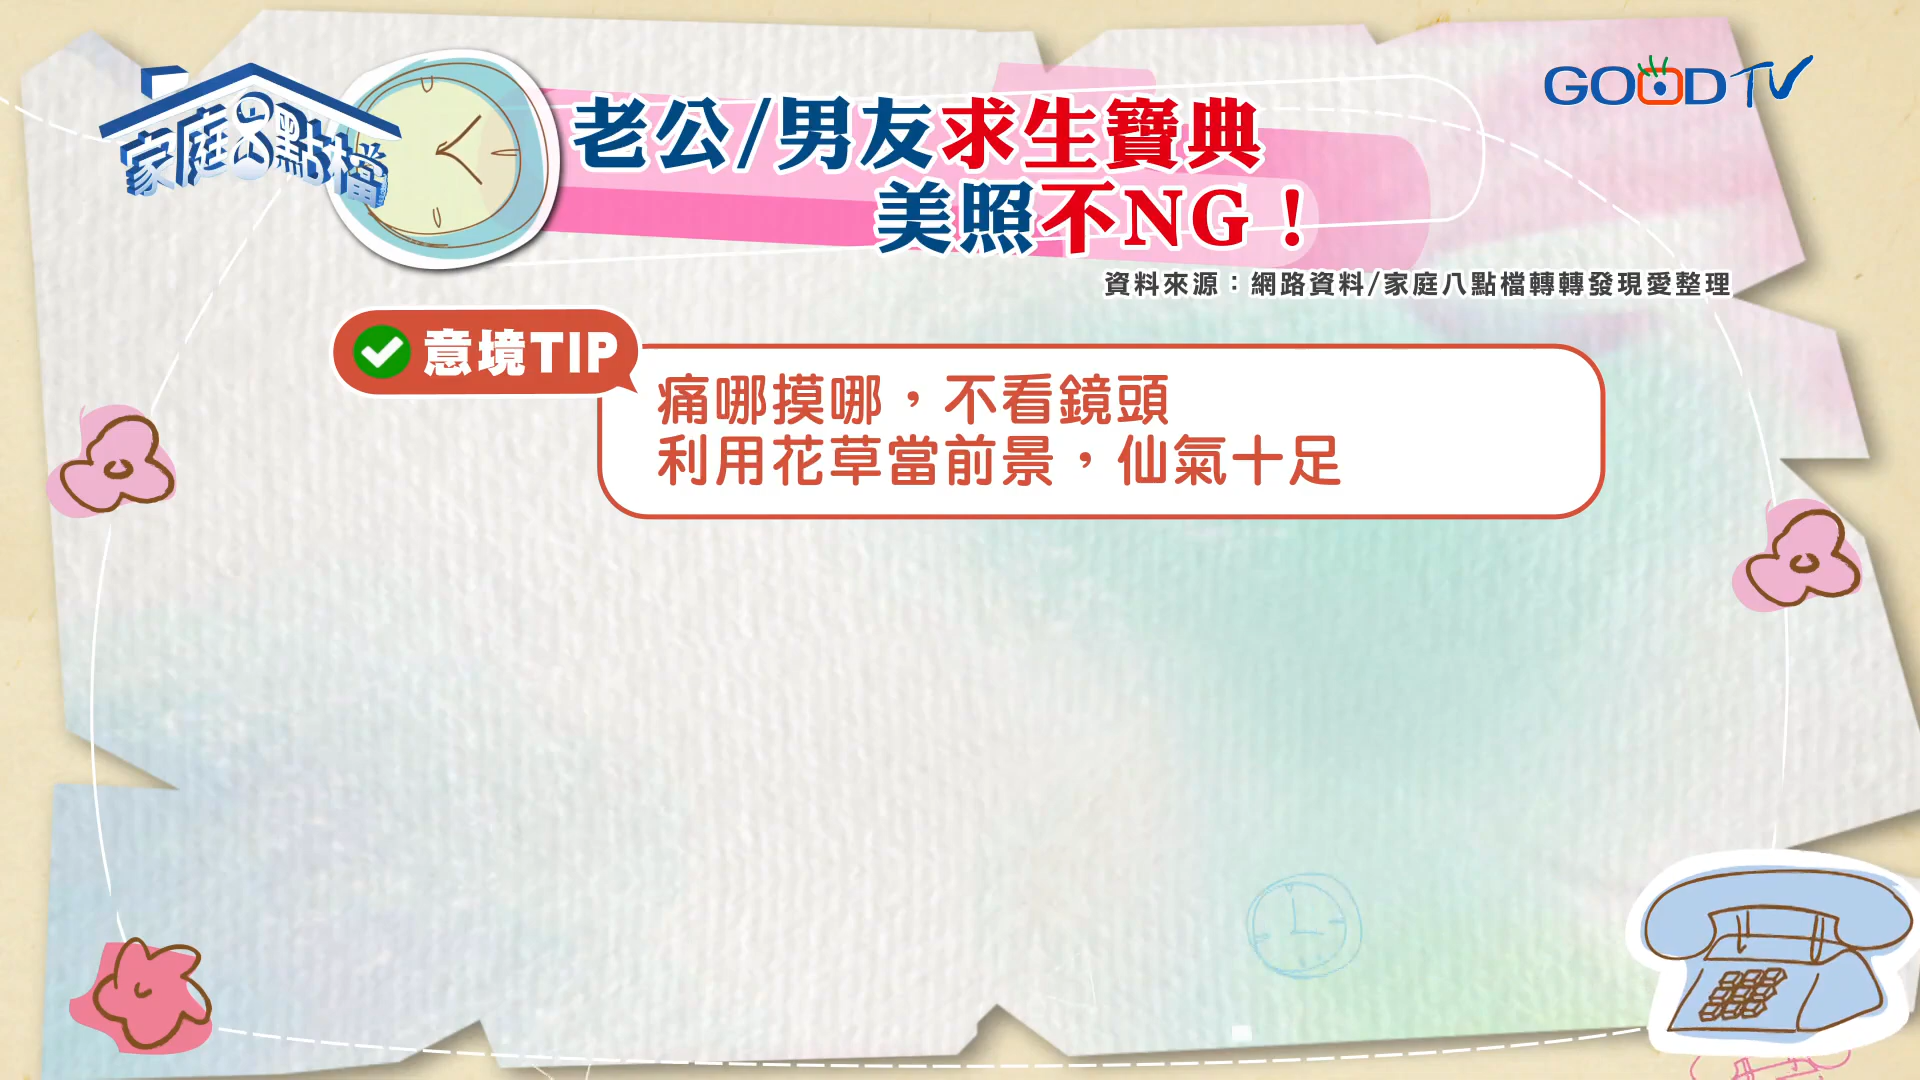 家庭八點檔
GOOD TV
老公/男友求生寶典
美照不NG！
資料來源：網路資料/家庭八點檔轉轉發現愛整理
意境TIP
痛哪摸哪，不看鏡頭
利用花草當前景，仙氣十足